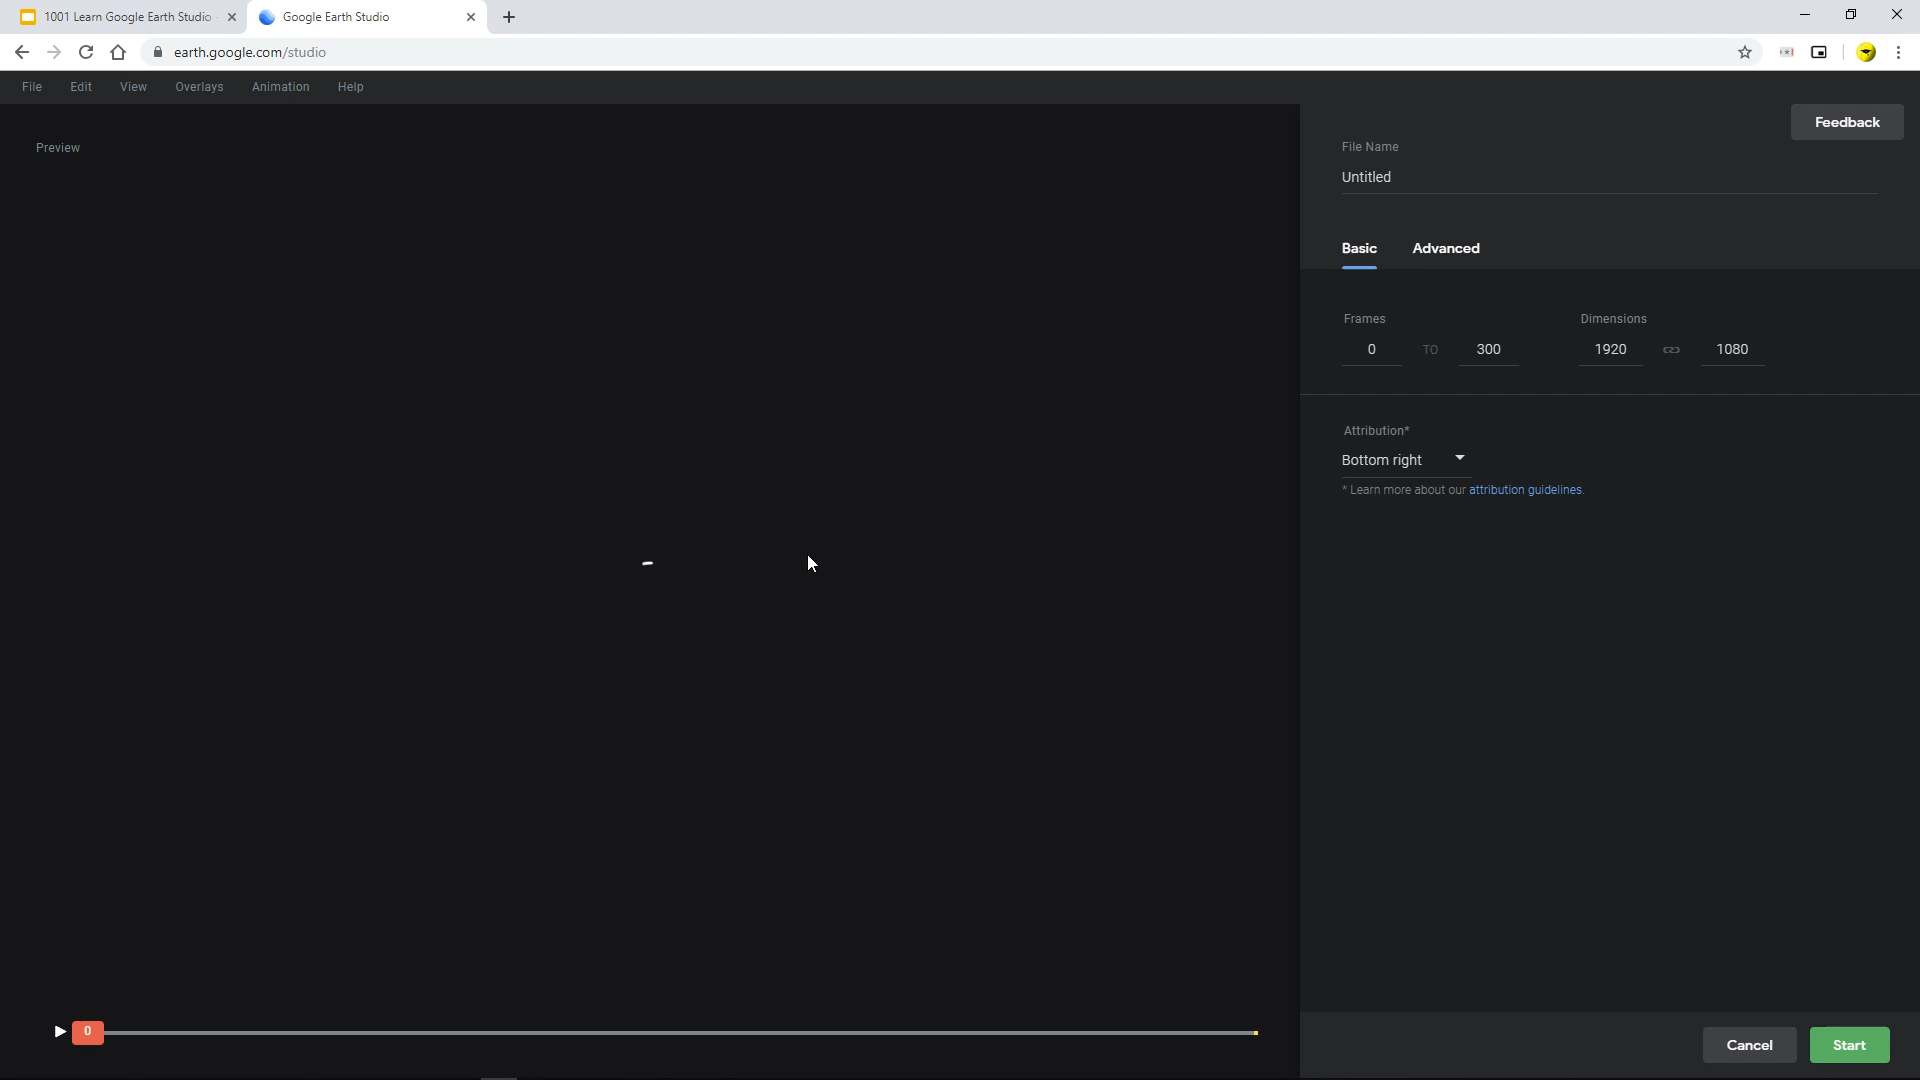 1001 Learn Google Earth Studio
Google Earth Studio
earth.google.com/studio
File Edit View Overlays Animation Help
Feedback
Preview
File Name
Untitled
Basic Advanced
Frames Dimensions
0 TO 300 1920 1080
Attribution*
Bottom right
* Learn more about our attribution guidelines.
0
Cancel Start